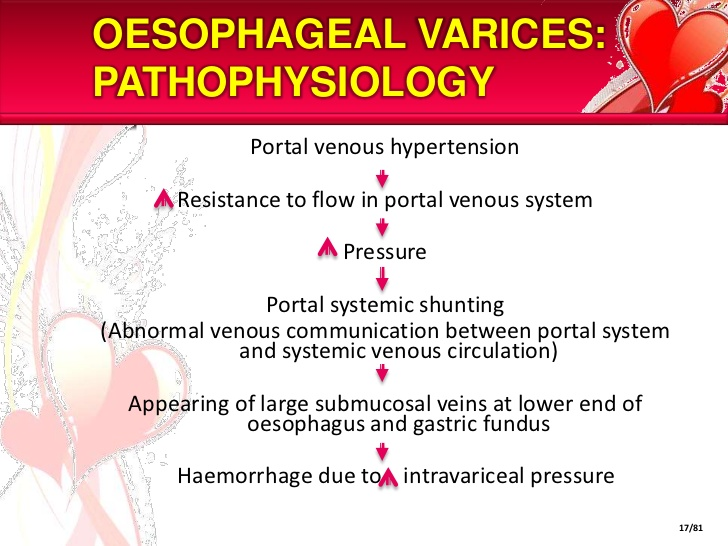 OESOPHAGEAL VARICES:
PATHOPHYSIOLOGY
Portal venous hypertension
Resistance to flow in portal venous system
Pressure
Portal systemic shunting
(Abnormal venous communication between portal system
and systemic venous circulation)
Appearing of large submucosal veins at lower end of
oesophagus and gastric fundus
Haemorrhage due to intravariceal pressure
17/81